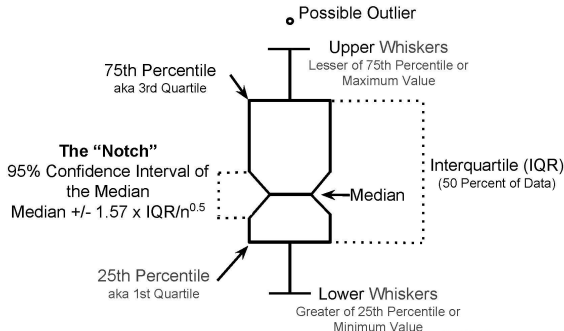 Possible Outlier
Upper Whiskers
Lesser of 75th Percentile or
Maximum Value
75th Percentile
aka 3rd Quartile
The “Notch”
95% Confidence Interval of
the Median
Median +/- 1.57 x IQR/n^0.5
Interquartile (IQR)
(50 Percent of Data)
Median
25th Percentile
aka 1st Quartile
Lower Whiskers
Greater of 25th Percentile or
Minimum Value